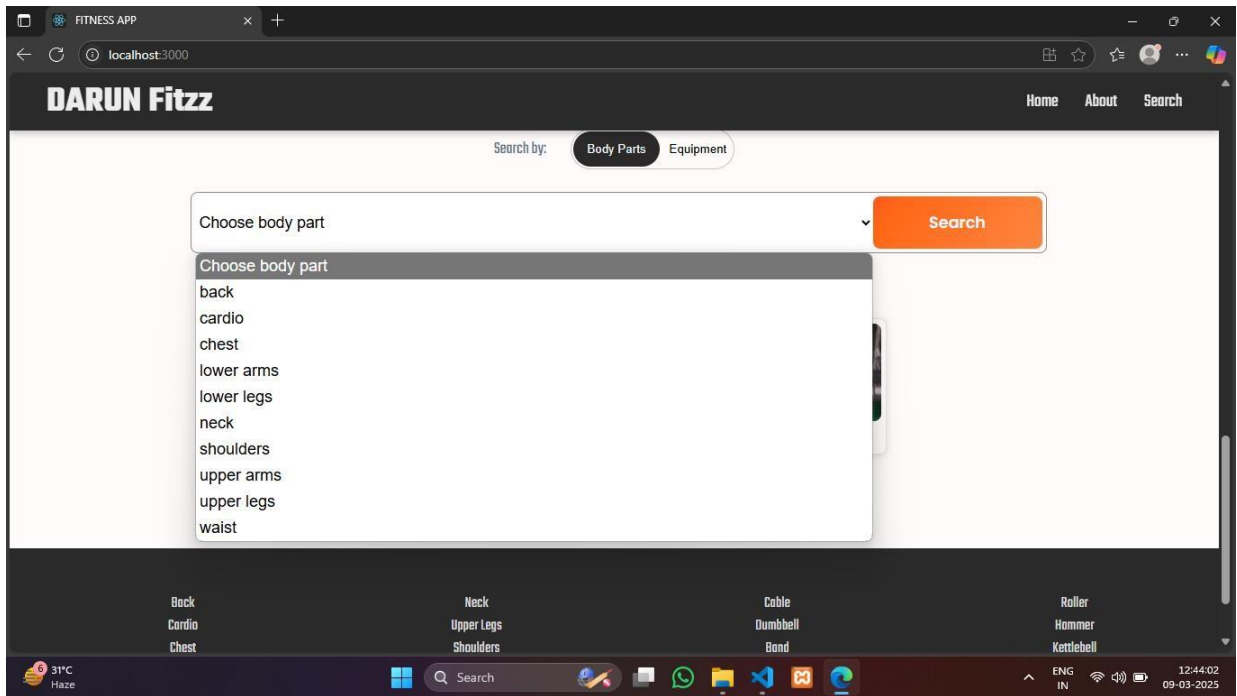 FITNESS APP
localhost:3000
DARUN Fitzz
Home About Search
Search by: Body Parts Equipment
Choose body part Search
Choose body part
back
cardio
chest
lower arms
lower legs
neck
shoulders
upper arms
upper legs
waist
Back Neck Cable Roller
Cardio Upper Legs Dumbbell Hammer
Chest Shoulders Band Kettlebell
6 31°C Search ENG 12:44:02
Haze IN 09-03-2025